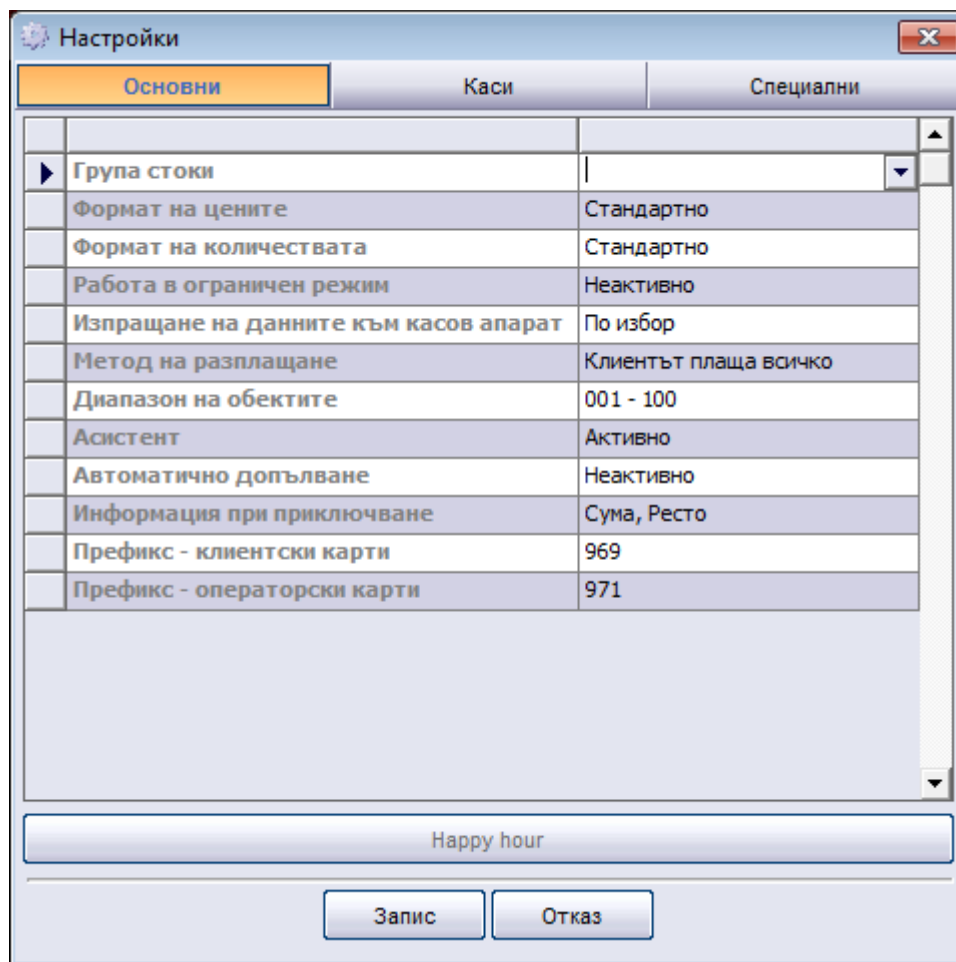 Настройки
Основни Каси Специални
Група стоки
Формат на цените Стандартно
Формат на количествата Стандартно
Работа в ограничен режим Неактивно
Изпращане на данните към касов апарат По избор
Метод на разплащане Клиентът плаща всичко
Диапазон на обектите 001 - 100
Асистент Активно
Автоматично допълване Неактивно
Информация при приключване Сума, Ресто
Префикс - клиентски карти 969
Префикс - операторски карти 971
Happy hour
Запис Отказ